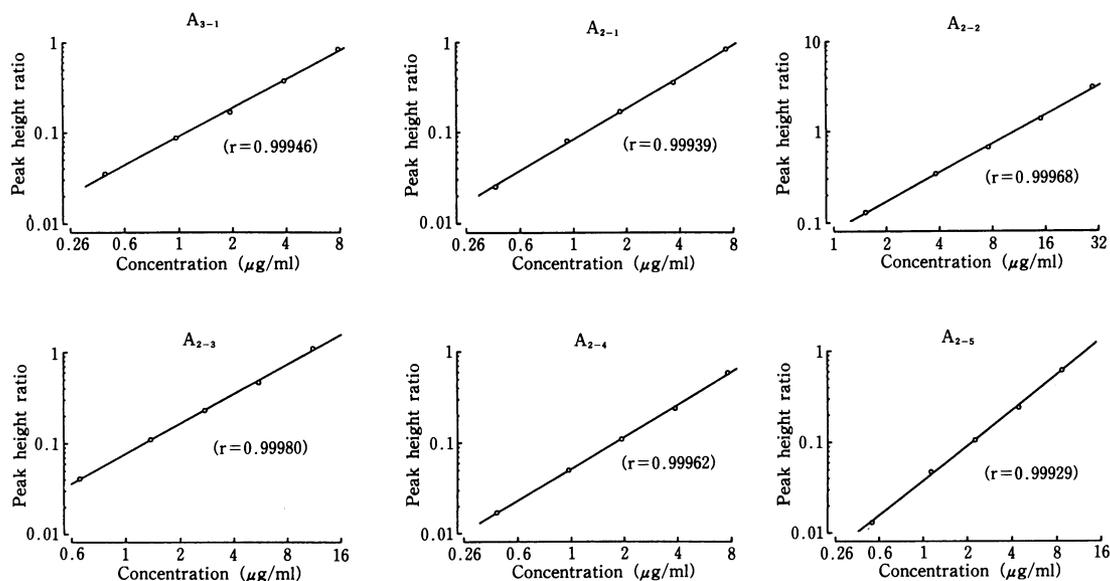 A₃₋₁
Peak height ratio
1
0.1
0.01
0.26 0.6 1 2 4 8
Concentration (μg/ml)
(r=0.99946)
A₂₋₁
Peak height ratio
1
0.1
0.01
0.26 1 2 4 8
Concentration (μg/ml)
(r=0.99939)
A₂₋₂
Peak height ratio
10
1
0.1
1 2 4 8 16 32
Concentration (μg/ml)
(r=0.99968)
A₂₋₃
Peak height ratio
1
0.1
0.01
0.6 1 2 4 8 16
Concentration (μg/ml)
(r=0.99980)
A₂₋₄
Peak height ratio
1
0.1
0.01
0.26 0.6 1 2 4 8
Concentration (μg/ml)
(r=0.99962)
A₂₋₅
Peak height ratio
1
0.1
0.01
0.26 0.6 1 2 4 8 16
Concentration (μg/ml)
(r=0.99929)